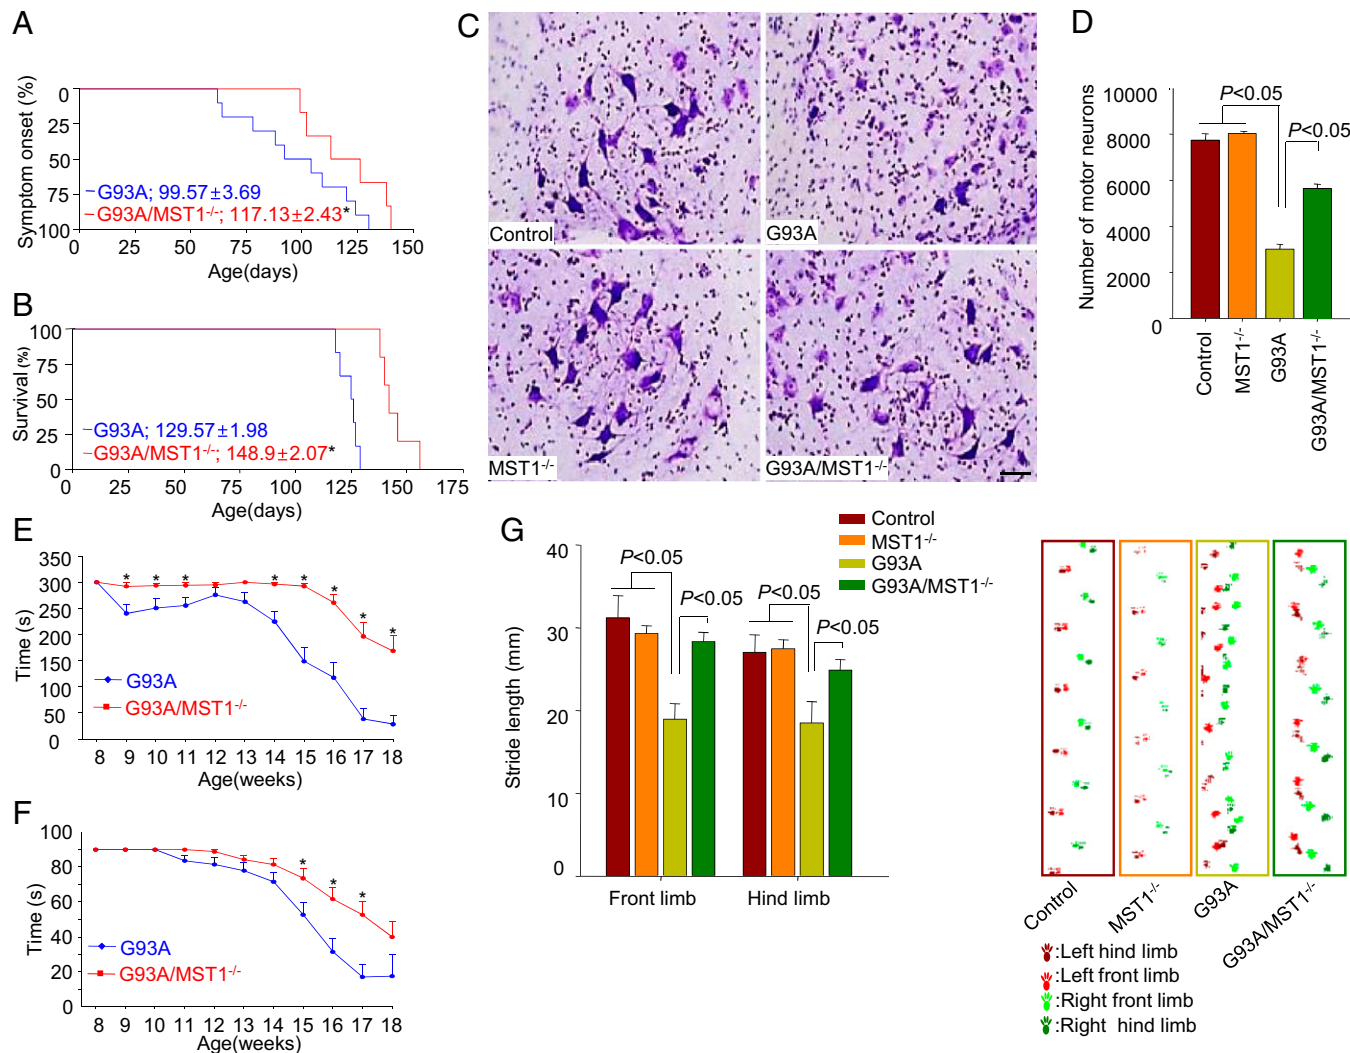 A
Symptom onset (%)
0
25
50
75
100
G93A; 99.57±3.69
G93A/MST1-/-; 117.13±2.43*
0 25 50 75 100 125 150
Age(days)
B
Survival (%)
100
75
50
25
0
G93A; 129.57±1.98
G93A/MST1-/-; 148.9±2.07*
0 25 50 75 100 125 150 175
Age(days)
C
Control
G93A
MST1-/-
G93A/MST1-/-
D
Number of motor neurons
10000
8000
6000
4000
2000
0
P<0.05
P<0.05
Control
MST1-/-
G93A
G93A/MST1-/-
E
Time (s)
350
300
250
200
150
100
50
0
* * * * * * * *
G93A
G93A/MST1-/-
8 9 10 11 12 13 14 15 16 17 18
Age(weeks)
F
Time (s)
100
80
60
40
20
0
* * *
G93A
G93A/MST1-/-
8 9 10 11 12 13 14 15 16 17 18
Age(weeks)
G
Stride length (mm)
40
30
20
10
0
Control
MST1-/-
G93A
G93A/MST1-/-
P<0.05
P<0.05
P<0.05
P<0.05
Front limb
Hind limb
Control
MST1-/-
G93A
G93A/MST1-/-
:Left hind limb
:Left front limb
:Right front limb
:Right hind limb